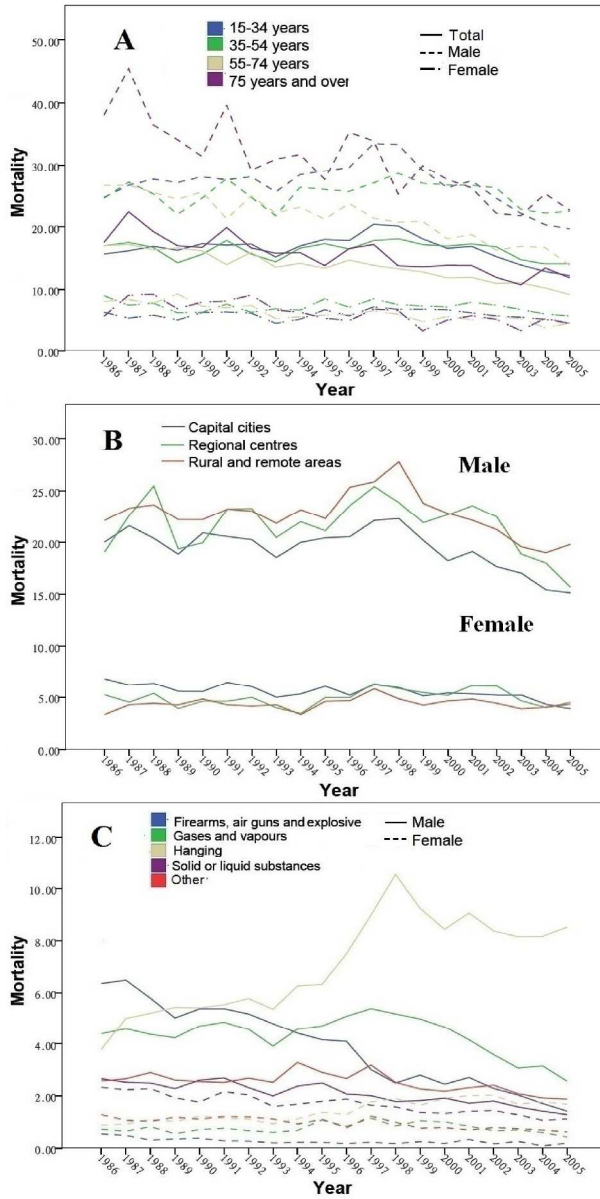 A
15-34 years
35-54 years
55-74 years
75 years and over
Total
Male
Female
Mortality
50.00
40.00
30.00
20.00
10.00
0.00
1986 1987 1988 1989 1990 1991 1992 1993 1994 1995 1996 1997 1998 1999 2000 2001 2002 2003 2004 2005
Year
B
Capital cities
Regional centres
Rural and remote areas
Male
Female
Mortality
30.00
25.00
20.00
15.00
10.00
5.00
0.00
1986 1987 1988 1989 1990 1991 1992 1993 1994 1995 1996 1997 1998 1999 2000 2001 2002 2003 2004 2005
Year
C
Firearms, air guns and explosive
Gases and vapours
Hanging
Solid or liquid substances
Other
Male
Female
Mortality
12.00
10.00
8.00
6.00
4.00
2.00
0.00
1986 1987 1988 1989 1990 1991 1992 1993 1994 1995 1996 1997 1998 1999 2000 2001 2002 2003 2004 2005
Year